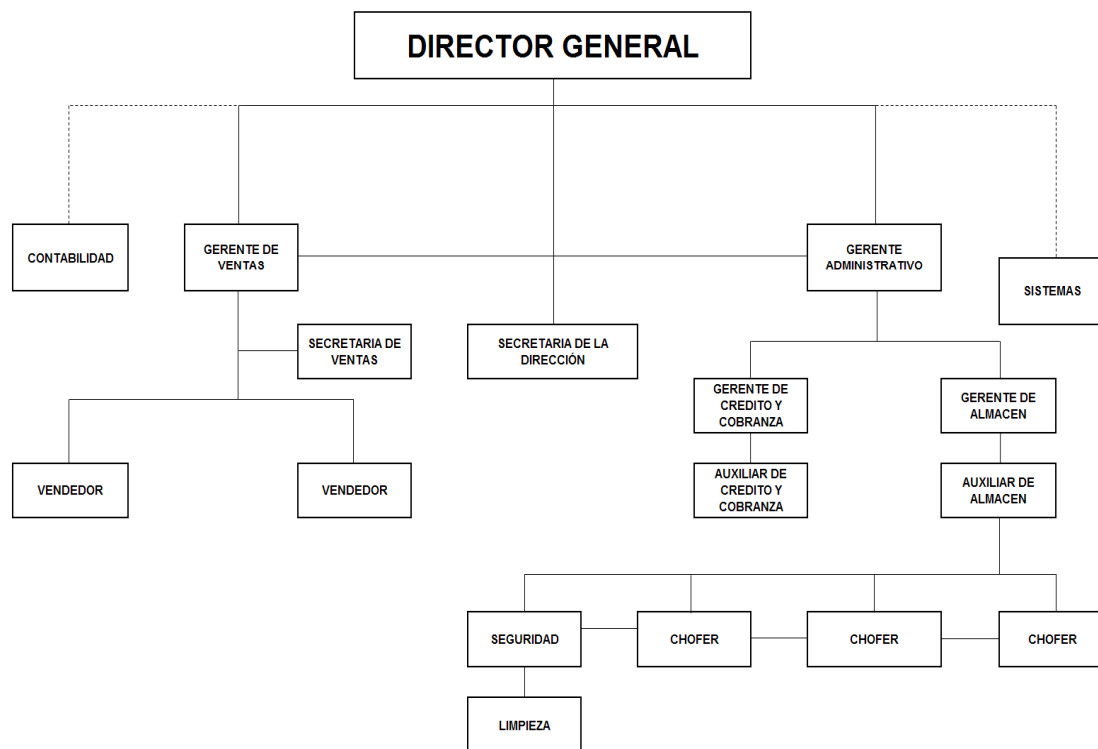 DIRECTOR GENERAL
CONTABILIDAD
GERENTE DE
VENTAS
GERENTE
ADMINISTRATIVO
SISTEMAS
SECRETARIA DE
VENTAS
SECRETARIA DE LA
DIRECCIÓN
GERENTE DE
CREDITO Y
COBRANZA
GERENTE DE
ALMACEN
VENDEDOR
VENDEDOR
AUXILIAR DE
CREDITO Y
COBRANZA
AUXILIAR DE
ALMACEN
SEGURIDAD
CHOFER
CHOFER
CHOFER
LIMPIEZA